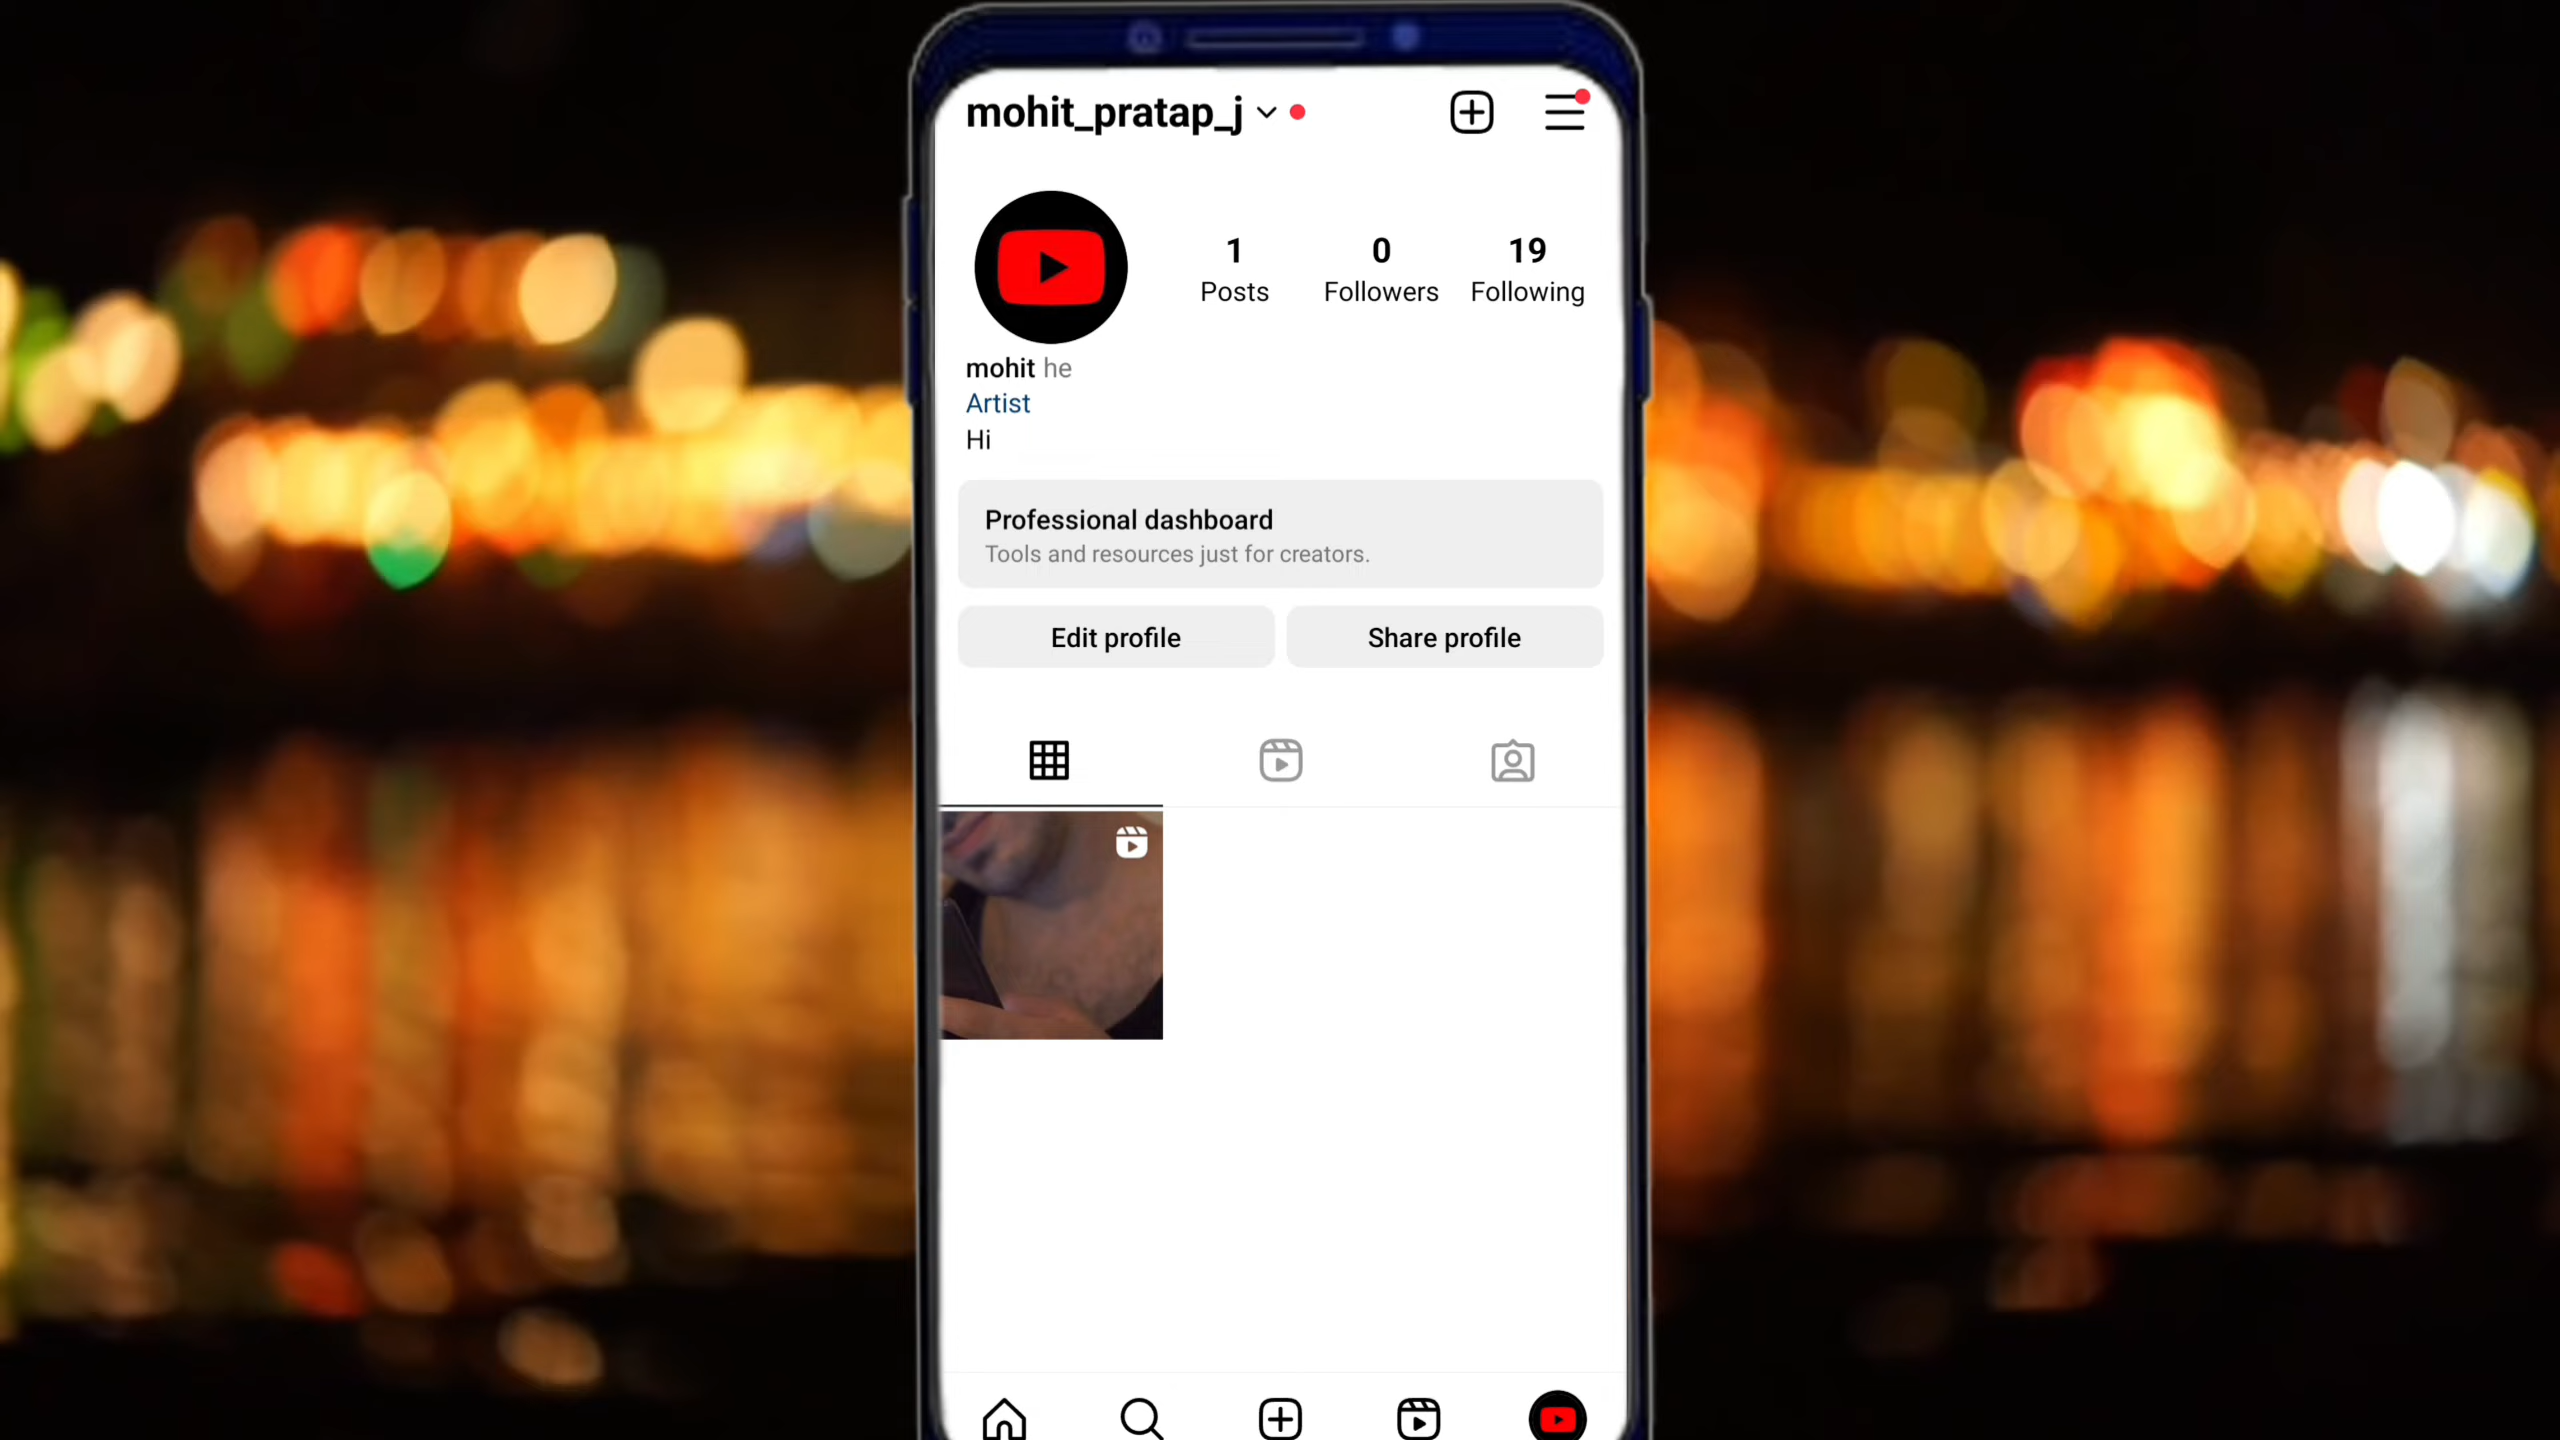 mohit_pratap_j
1 0 19
Posts Followers Following
mohit he
Artist
Hi
Professional dashboard
Tools and resources just for creators.
Edit profile Share profile